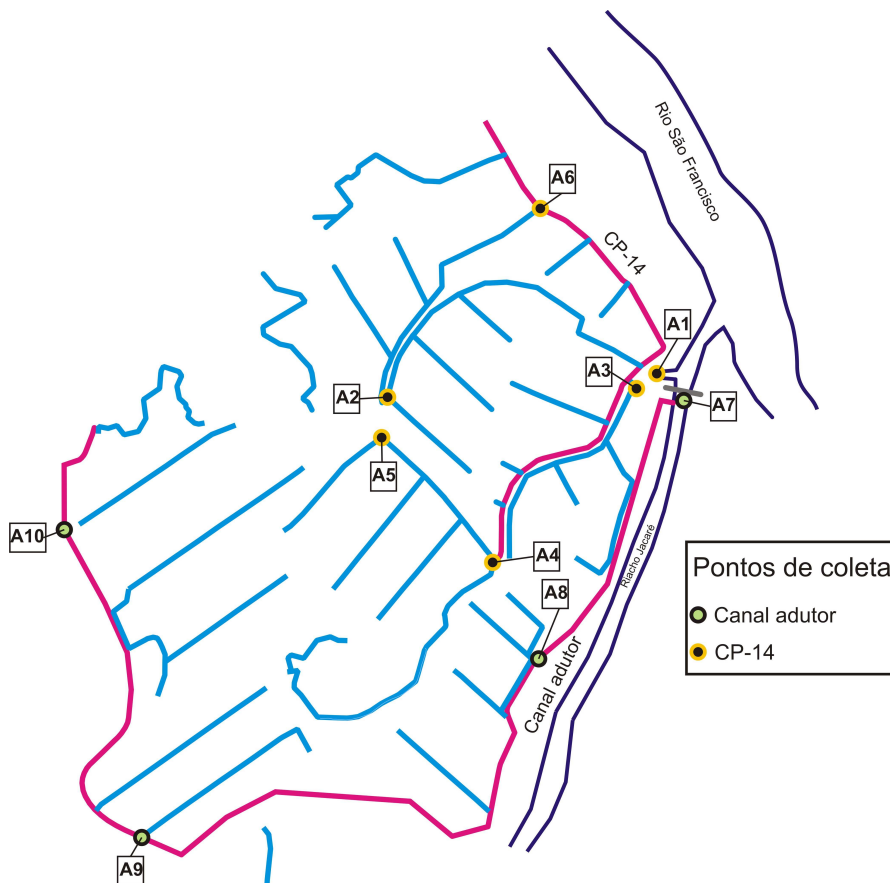 Rio São Francisco
A6
CP-14
A1
A3
A2
A7
A5
A10
A4
Riacho Jacaré
A8
Canal adutor
A9
Pontos de coleta
Canal adutor
CP-14